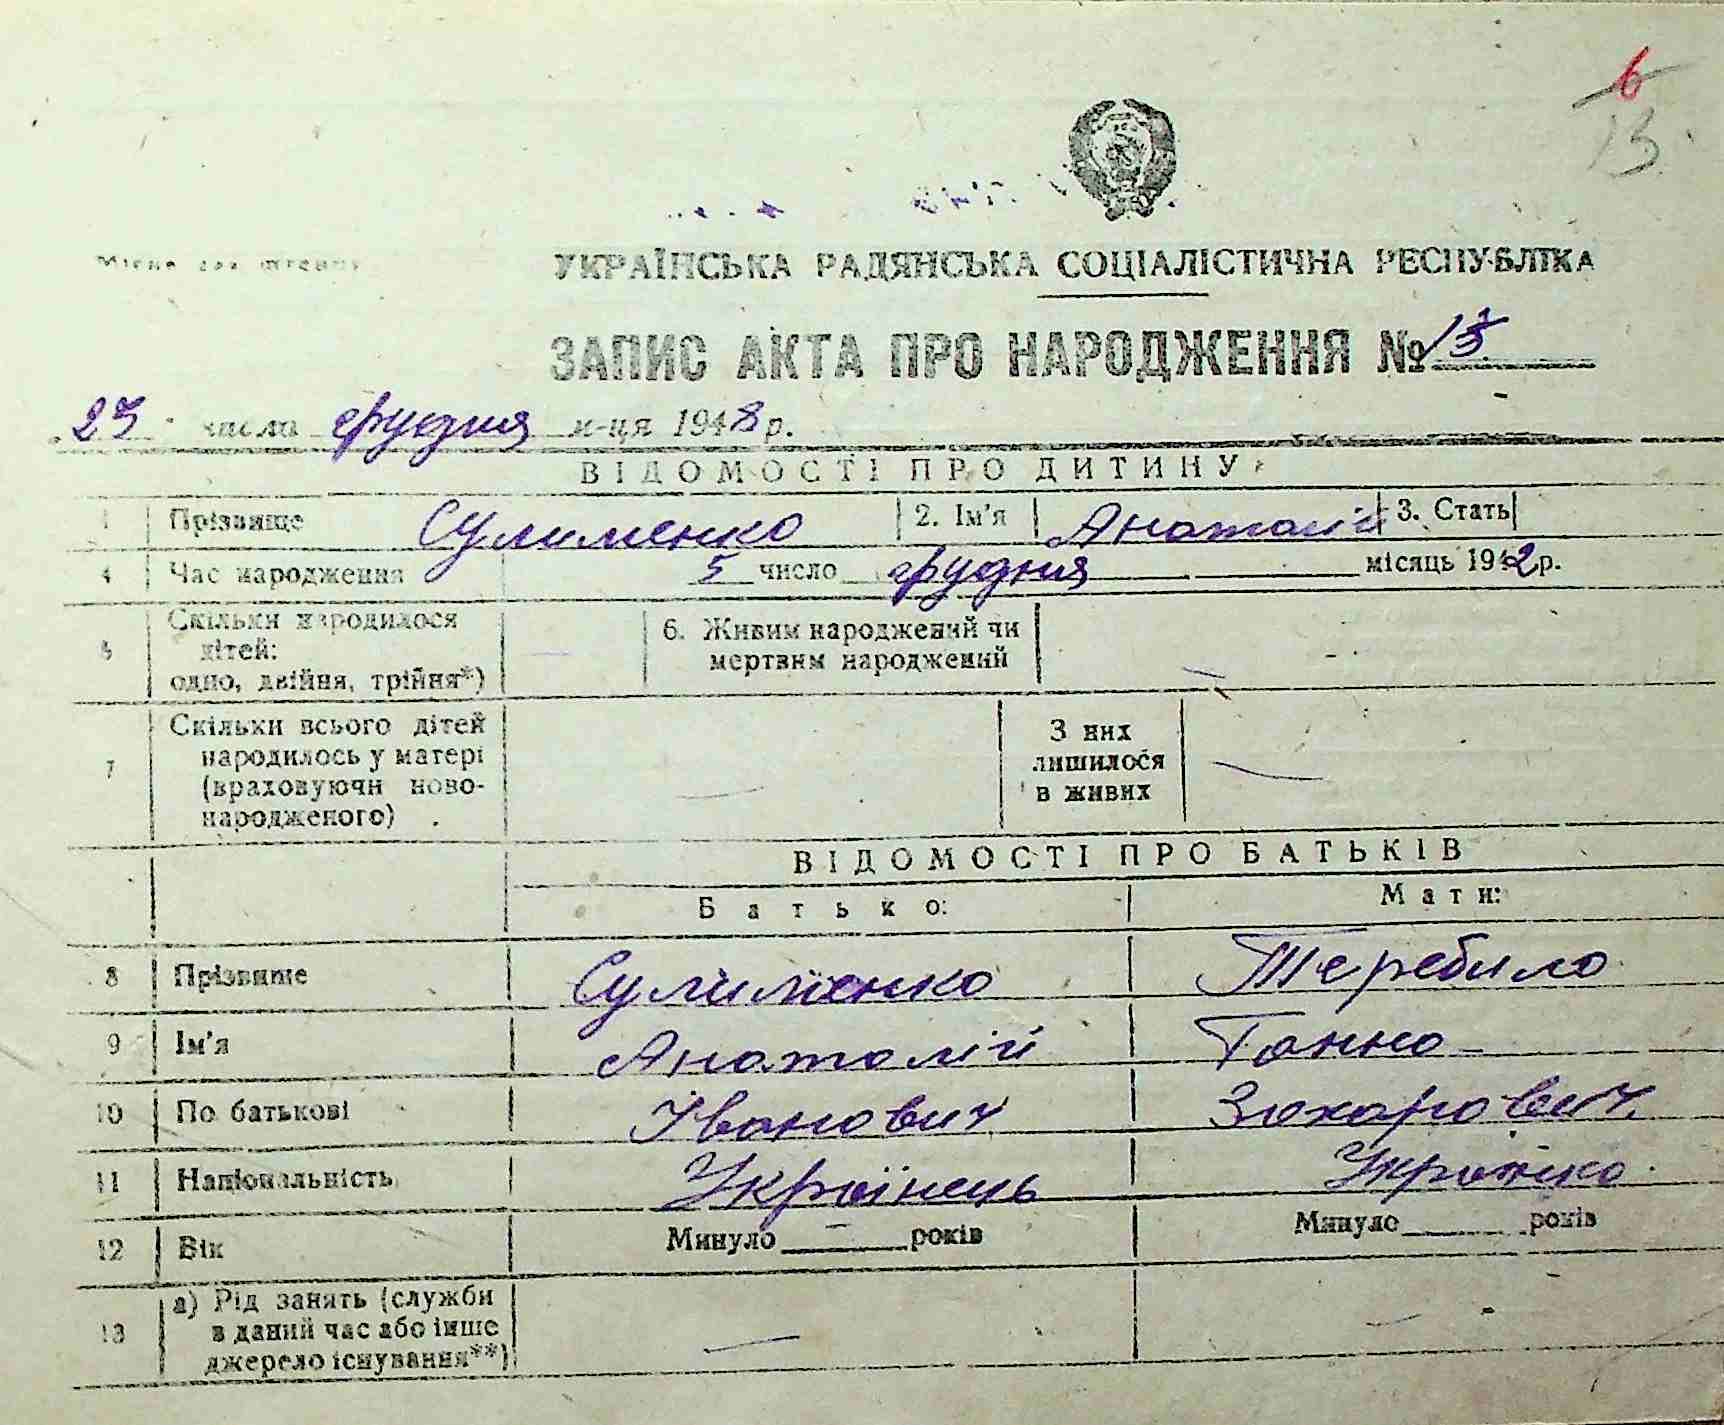 6
13
Місце для штемпу
УКРАЇНСЬКА РАДЯНСЬКА СОЦІАЛІСТИЧНА РЕСПУБЛІКА
ЗАПИС АКТА ПРО НАРОДЖЕННЯ № 13
23 числа грудня м-ця 1948 р.
ВІДОМОСТІ ПРО ДИТИНУ
1 Прізвище Сулименко 2. Ім'я Анатолій 3. Стать
4 Час народження 5 число грудня місяць 1942 р.
5 Скільки народилося дітей: одно, двійня, трійня*) — 6. Живим народжений чи мертвим народжений —
7 Скільки всього дітей народилось у матері (враховуючи новонародженого) — З них лишилося в живих —
ВІДОМОСТІ ПРО БАТЬКІВ
Батько: Мати:
8 Прізвище Сулименко Теребило
9 Ім'я Анатолій Ганна
10 По батькові Іванович Захарович
11 Національність Українець Українка
12 Вік Минуло — років Минуло років
13 а) Рід занять (служби в даний час або інше джерело існування**) — —